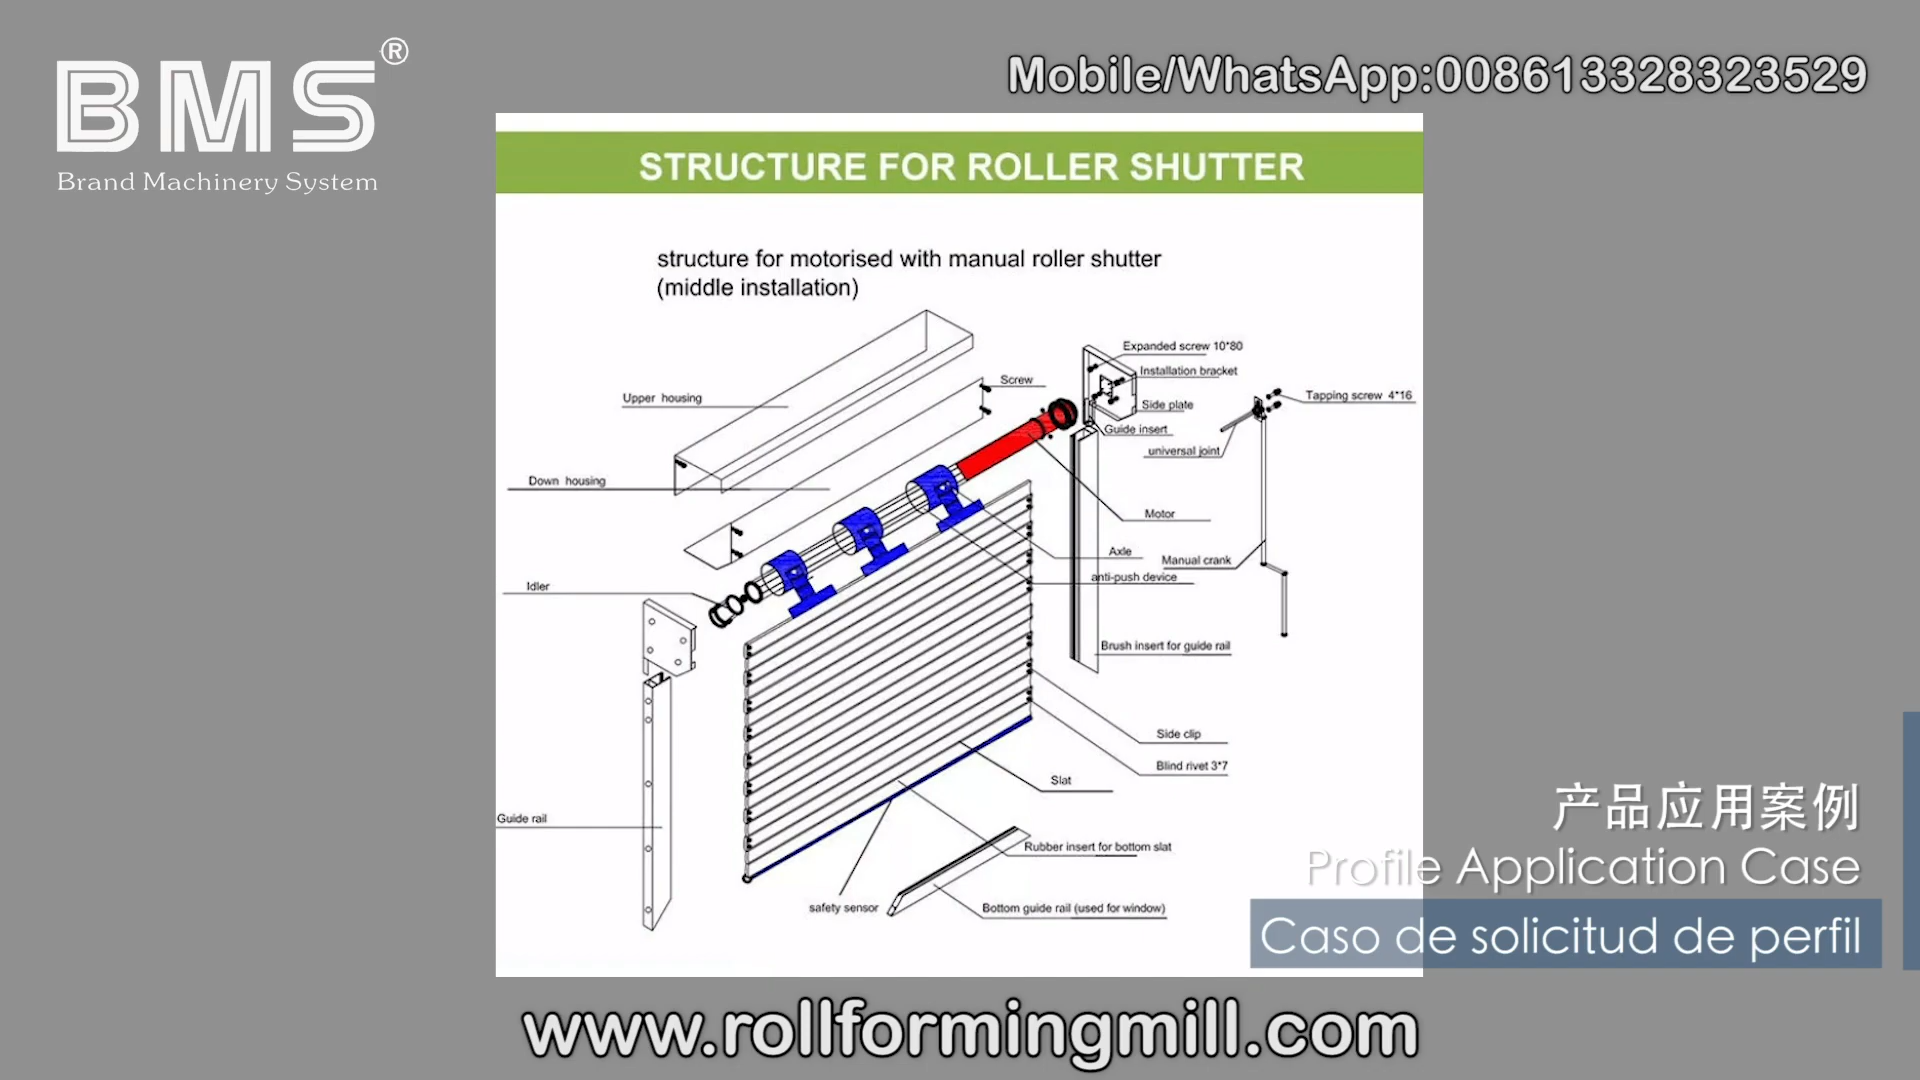 BMS®
Brand Machinery System
Mobile/WhatsApp:008613328323529
STRUCTURE FOR ROLLER SHUTTER
structure for motorised with manual roller shutter
(middle installation)
Expanded screw 10*80
Installation bracket
Screw
Tapping screw 4*16
Upper housing
Side plate
Guide insert
universal joint
Down housing
Motor
Axle
Manual crank
anti-push device
Idler
Brush insert for guide rail
Side clip
Blind rivet 3*7
Slat
Guide rail
Rubber insert for bottom slat
safety sensor
Bottom guide rail (used for window)
产品应用案例
Profile Application Case
Caso de solicitud de perfil
www.rollformingmill.com